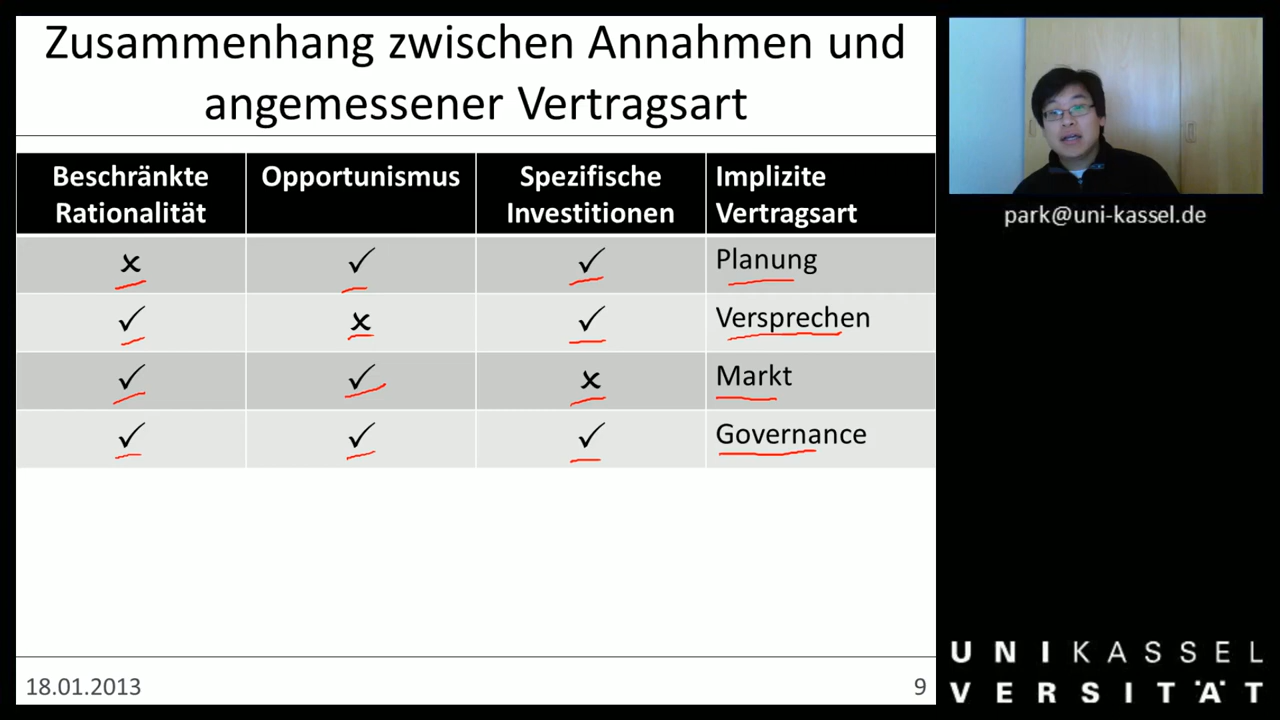 Zusammenhang zwischen Annahmen und
angemessener Vertragsart
Beschränkte
Rationalität
Opportunismus
Spezifische
Investitionen
Implizite
Vertragsart
x ✓ ✓ Planung
✓ x ✓ Versprechen
✓ ✓ x Markt
✓ ✓ ✓ Governance
18.01.2013
9
park@uni-kassel.de
UNIKASSEL
VERSITÄT